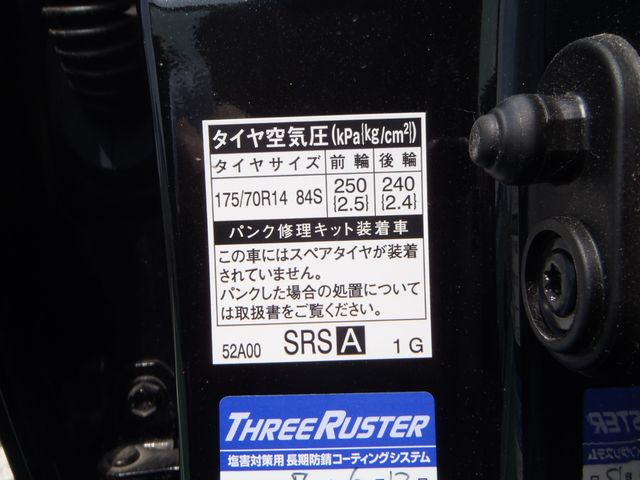 タイヤ空気圧(kPa{kg/cm²})
タイヤサイズ 前輪 後輪
175/70R14 84S 250 {2.5} 240 {2.4}
パンク修理キット装着車
この車にはスペアタイヤが装着
されていません。
パンクした場合の処置について
は取扱書をご覧ください。
52A00 SRS A 1G
THREERUSTER
塩害対策用 長期防錆コーティングシステム